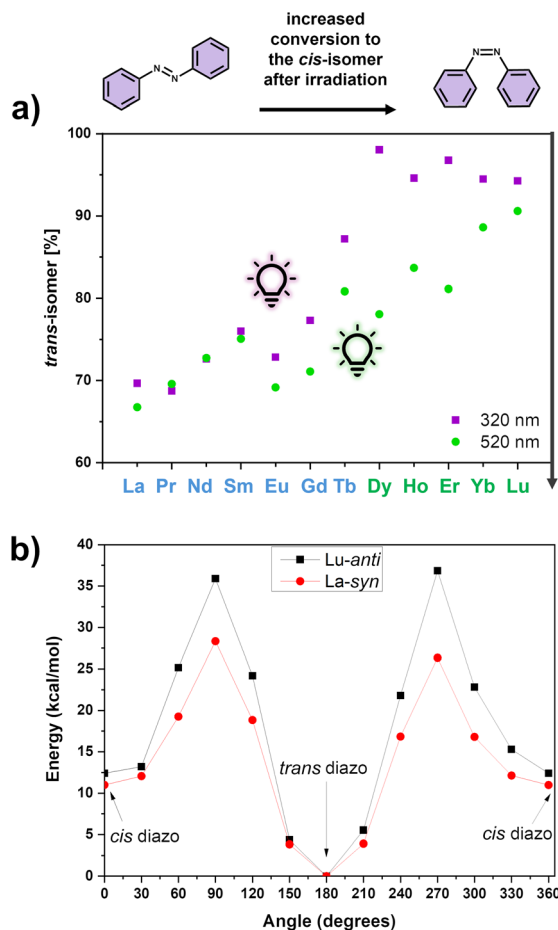 increased
conversion to
the cis-isomer
after irradiation
N=N
N=N
a)
trans-isomer [%]
100
90
80
70
60
320 nm
520 nm
La Pr Nd Sm Eu Gd Tb Dy Ho Er Yb Lu
b)
Lu-anti
La-syn
Energy (kcal/mol)
40
35
30
25
20
15
10
5
0
trans diazo
cis diazo
cis diazo
0 30 60 90 120 150 180 210 240 270 300 330 360
Angle (degrees)